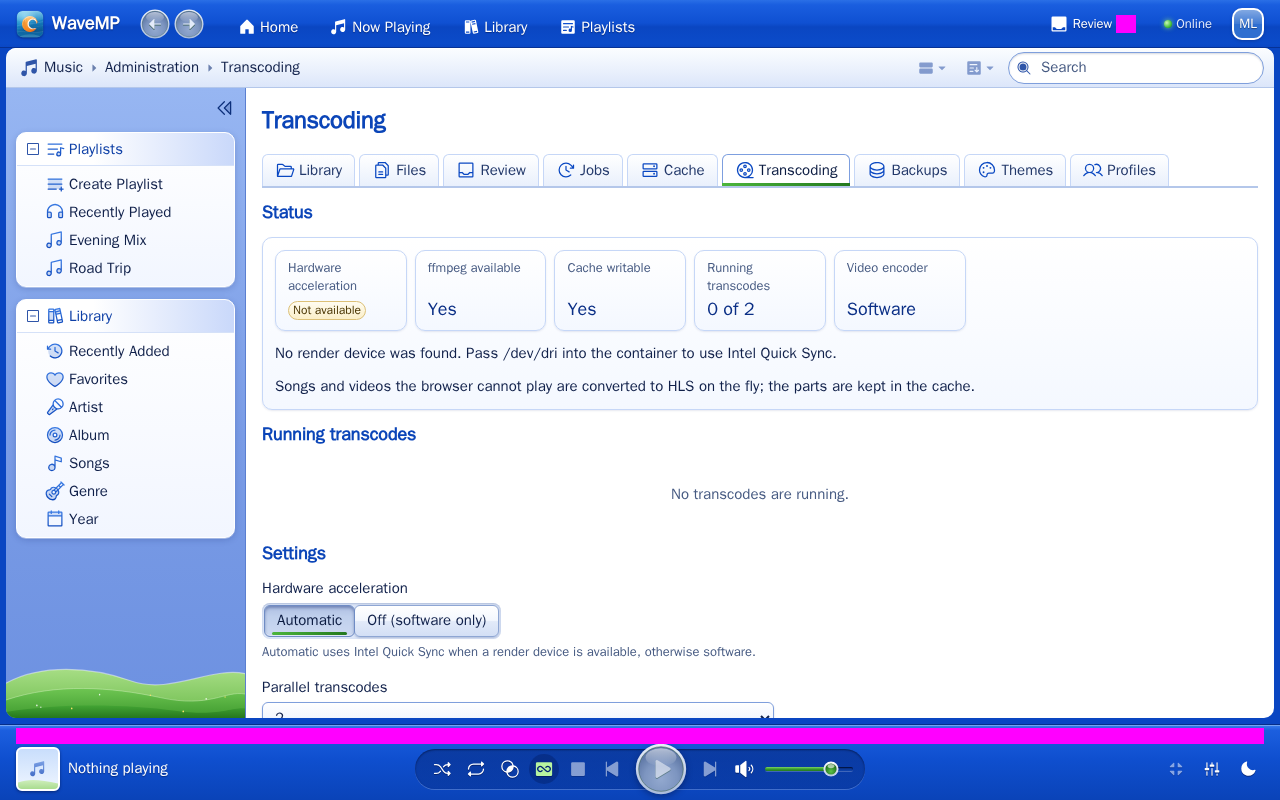 WaveMP
Home
Now Playing
Library
Playlists
Review
Online
ML
Music
Administration
Transcoding
Search
Playlists
Create Playlist
Recently Played
Evening Mix
Road Trip
Library
Recently Added
Favorites
Artist
Album
Songs
Genre
Year
Transcoding
Library
Files
Review
Jobs
Cache
Transcoding
Backups
Themes
Profiles
Status
Hardware
acceleration
Not available
ffmpeg available
Yes
Cache writable
Yes
Running
transcodes
0 of 2
Video encoder
Software
No render device was found. Pass /dev/dri into the container to use Intel Quick Sync.
Songs and videos the browser cannot play are converted to HLS on the fly; the parts are kept in the cache.
Running transcodes
No transcodes are running.
Settings
Hardware acceleration
Automatic
Off (software only)
Automatic uses Intel Quick Sync when a render device is available, otherwise software.
Parallel transcodes
Nothing playing